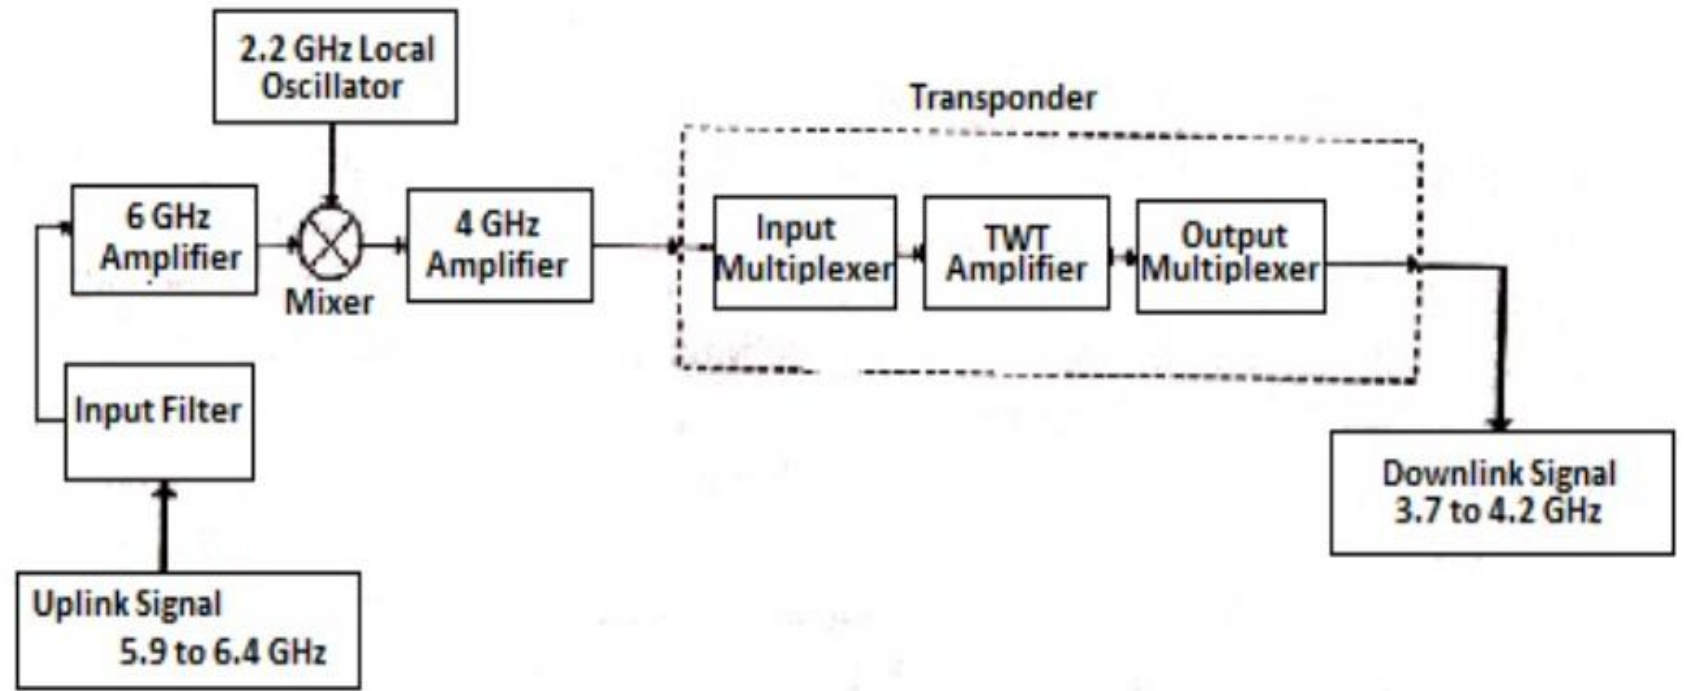 2.2 GHz Local
Oscillator
Transponder
6 GHz
Amplifier
Mixer
4 GHz
Amplifier
Input
Multiplexer
TWT
Amplifier
Output
Multiplexer
Input Filter
Downlink Signal
3.7 to 4.2 GHz
Uplink Signal
5.9 to 6.4 GHz